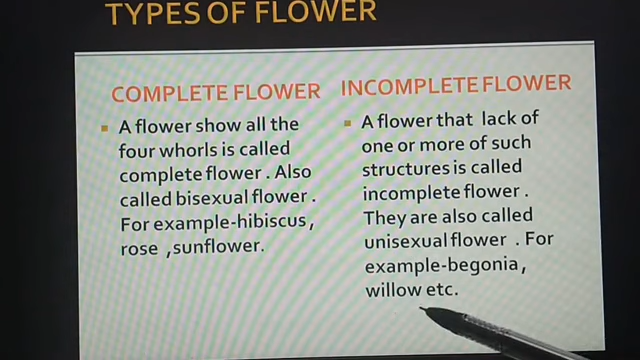 TYPES OF FLOWER
COMPLETE FLOWER
A flower show all the
four whorls is called
complete flower . Also
called bisexual flower .
For example-hibiscus,
rose ,sunflower.
INCOMPLETE FLOWER
A flower that lack of
one or more of such
structures is called
incomplete flower .
They are also called
unisexual flower . For
example-begonia,
willow etc.